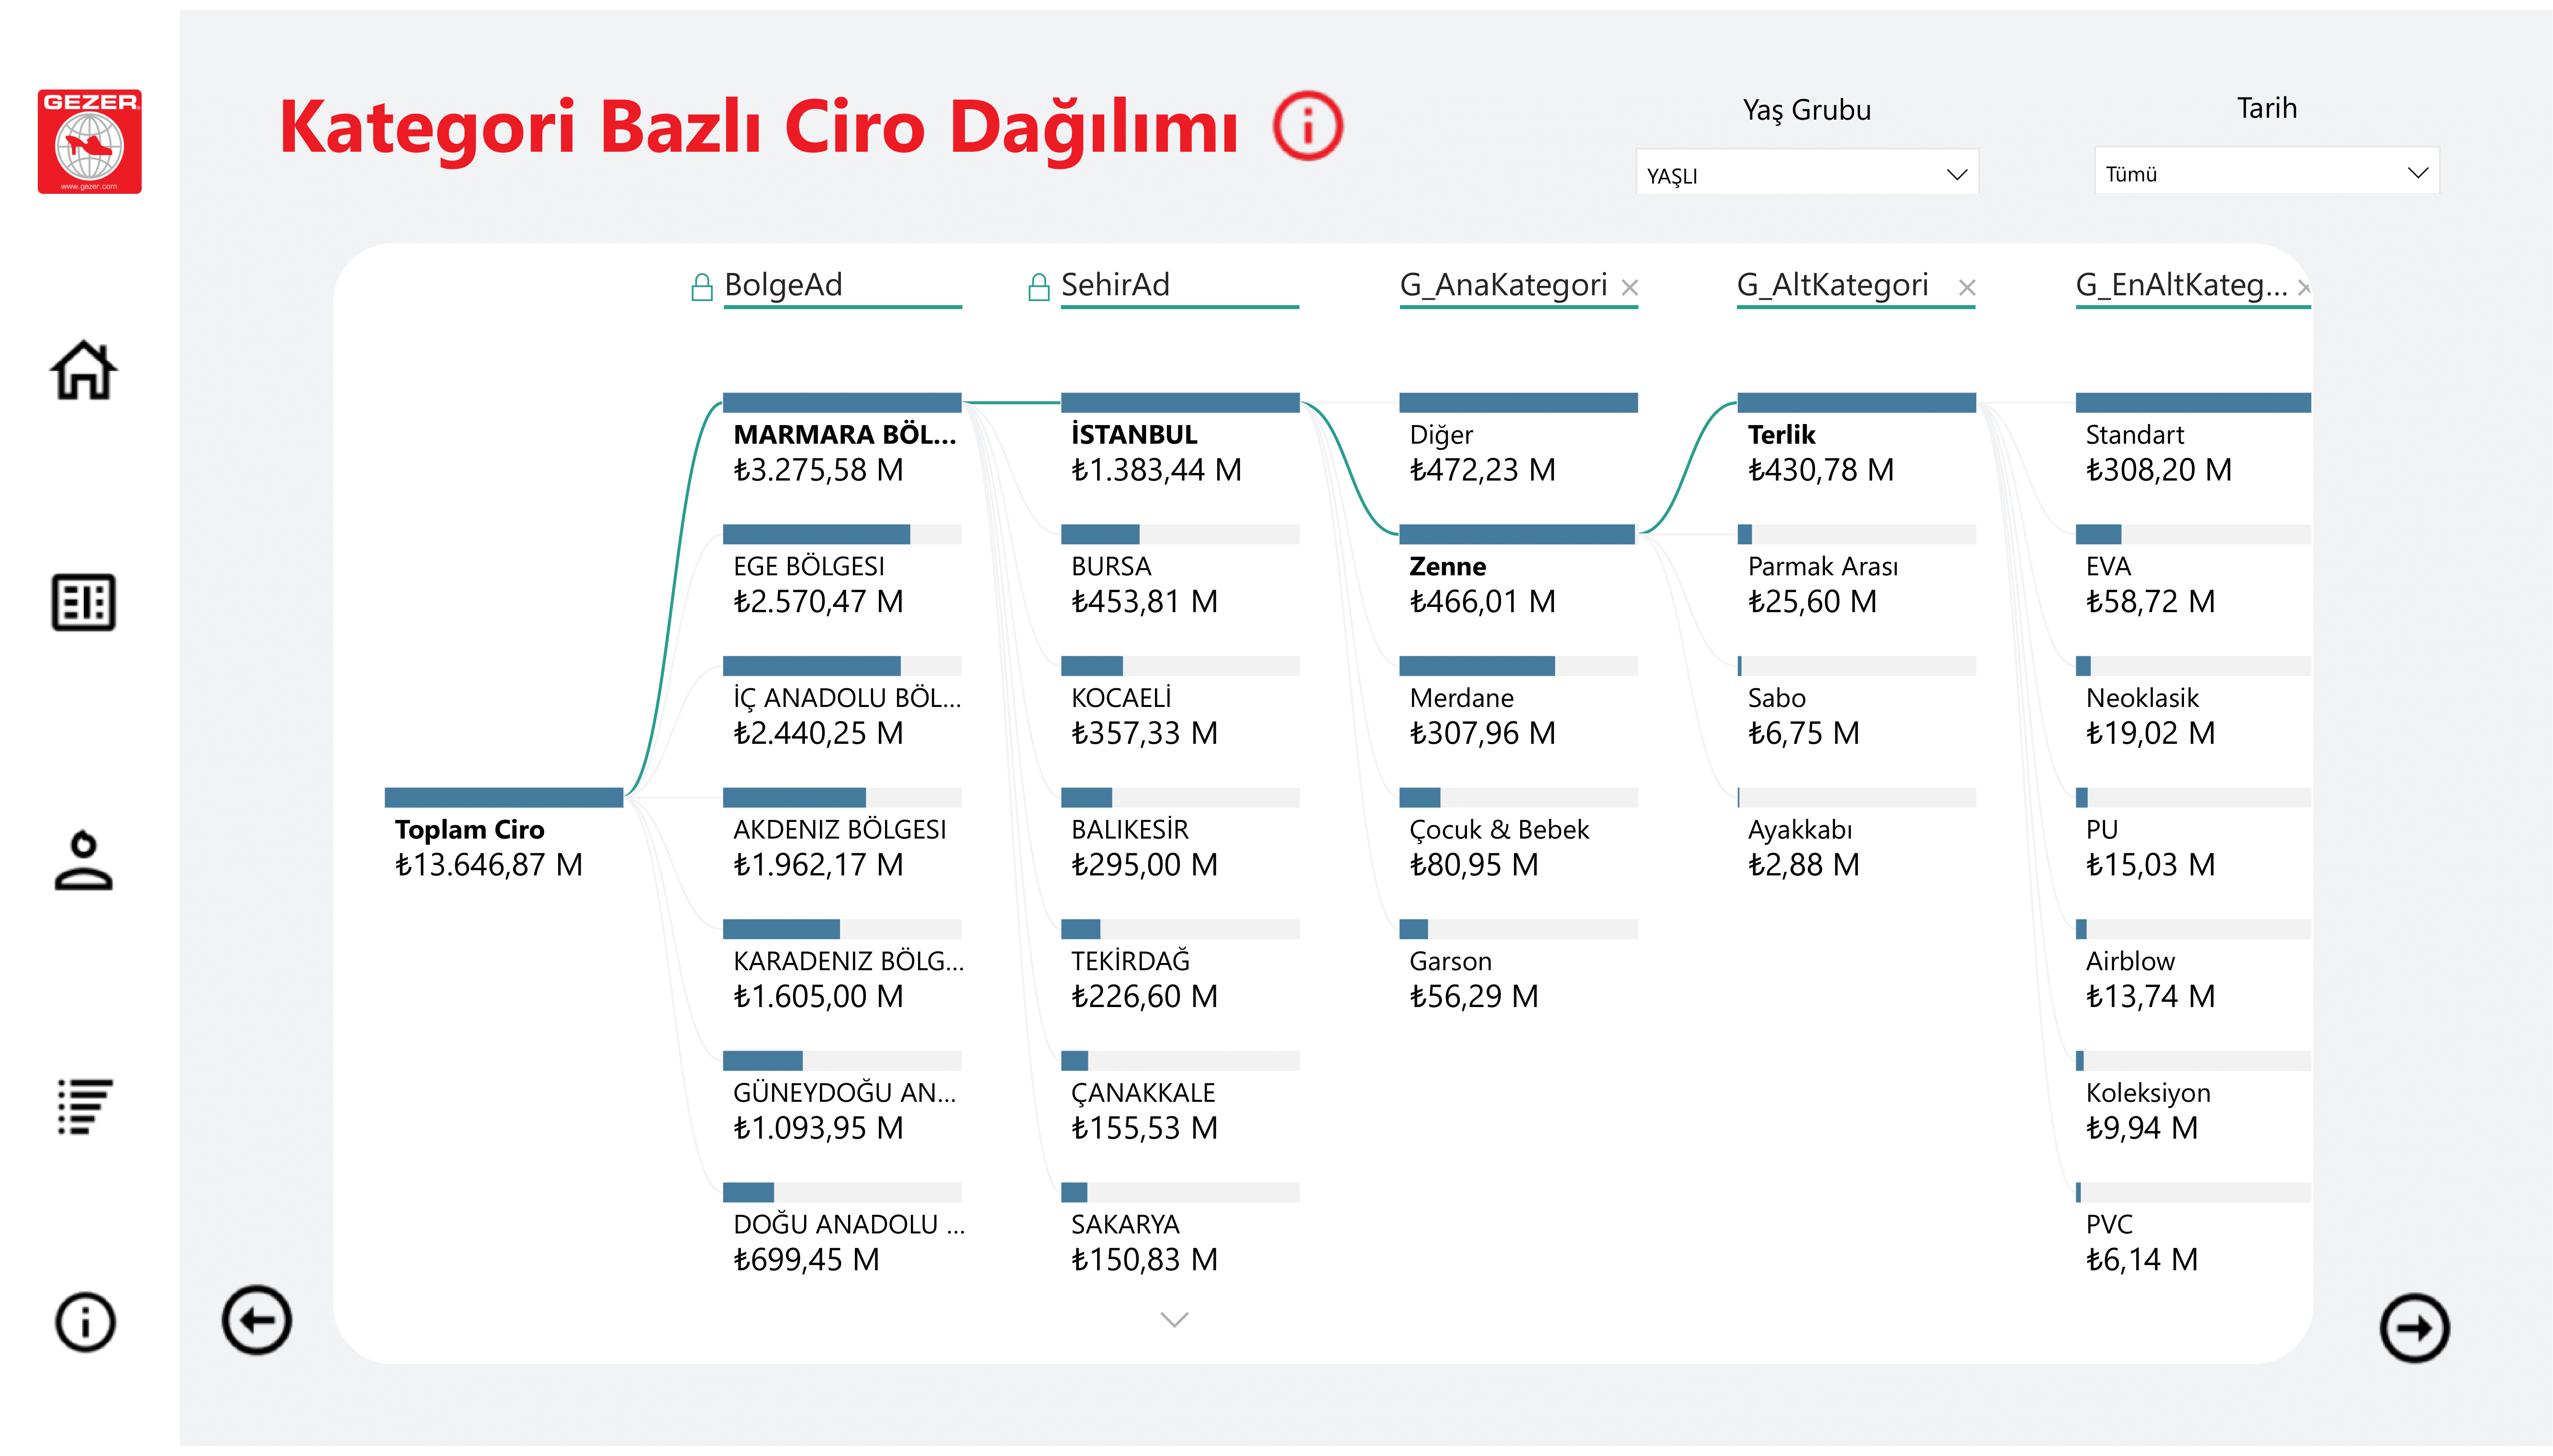 GEZER
www.gezer.com
Kategori Bazlı Ciro Dağılımı
Yaş Grubu
YAŞLI
Tarih
Tümü
BolgeAd
SehirAd
G_AnaKategori
G_AltKategori
G_EnAltKateg...
Toplam Ciro
₺13.646,87 M
MARMARA BÖL...
₺3.275,58 M
EGE BÖLGESI
₺2.570,47 M
İÇ ANADOLU BÖL...
₺2.440,25 M
AKDENIZ BÖLGESI
₺1.962,17 M
KARADENIZ BÖLG...
₺1.605,00 M
GÜNEYDOĞU AN...
₺1.093,95 M
DOĞU ANADOLU ...
₺699,45 M
İSTANBUL
₺1.383,44 M
BURSA
₺453,81 M
KOCAELİ
₺357,33 M
BALIKESİR
₺295,00 M
TEKİRDAĞ
₺226,60 M
ÇANAKKALE
₺155,53 M
SAKARYA
₺150,83 M
Diğer
₺472,23 M
Zenne
₺466,01 M
Merdane
₺307,96 M
Çocuk & Bebek
₺80,95 M
Garson
₺56,29 M
Terlik
₺430,78 M
Parmak Arası
₺25,60 M
Sabo
₺6,75 M
Ayakkabı
₺2,88 M
Standart
₺308,20 M
EVA
₺58,72 M
Neoklasik
₺19,02 M
PU
₺15,03 M
Airblow
₺13,74 M
Koleksiyon
₺9,94 M
PVC
₺6,14 M